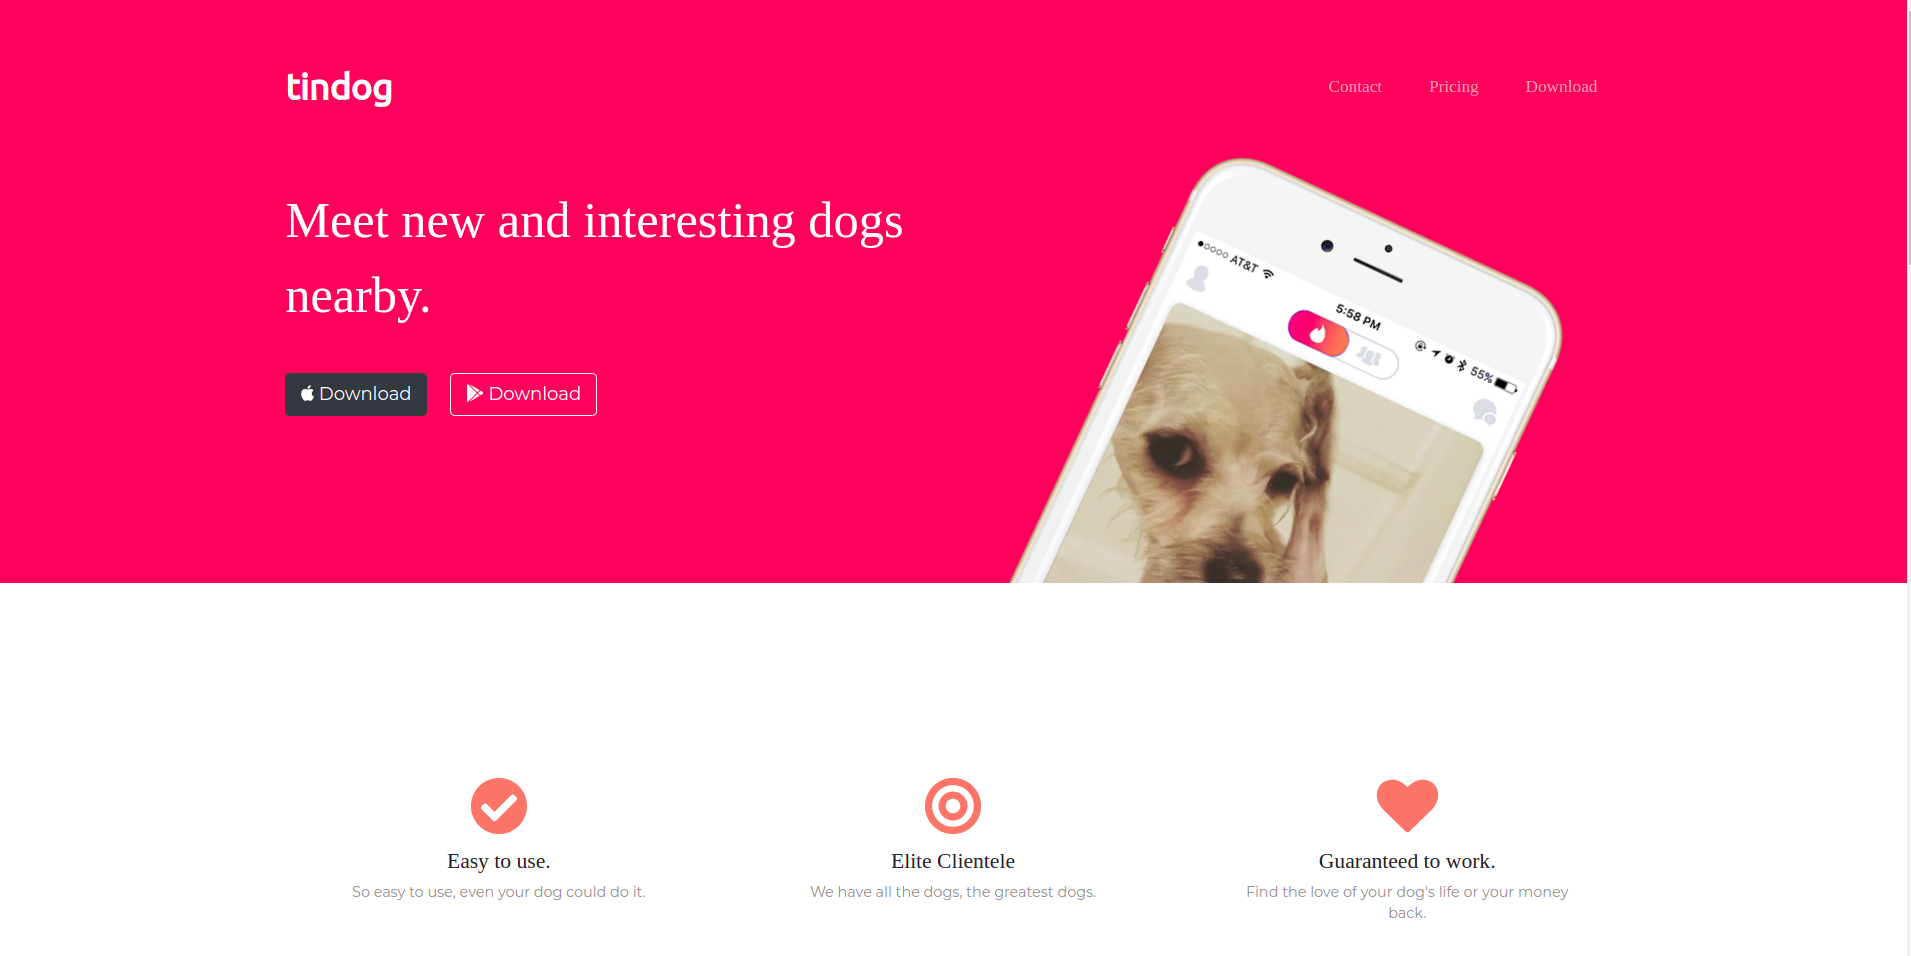 tindog
Contact Pricing Download
Meet new and interesting dogs
nearby.
Download Download
AT&T 5:58 PM 55%
Easy to use.
So easy to use, even your dog could do it.
Elite Clientele
We have all the dogs, the greatest dogs.
Guaranteed to work.
Find the love of your dog's life or your money
back.